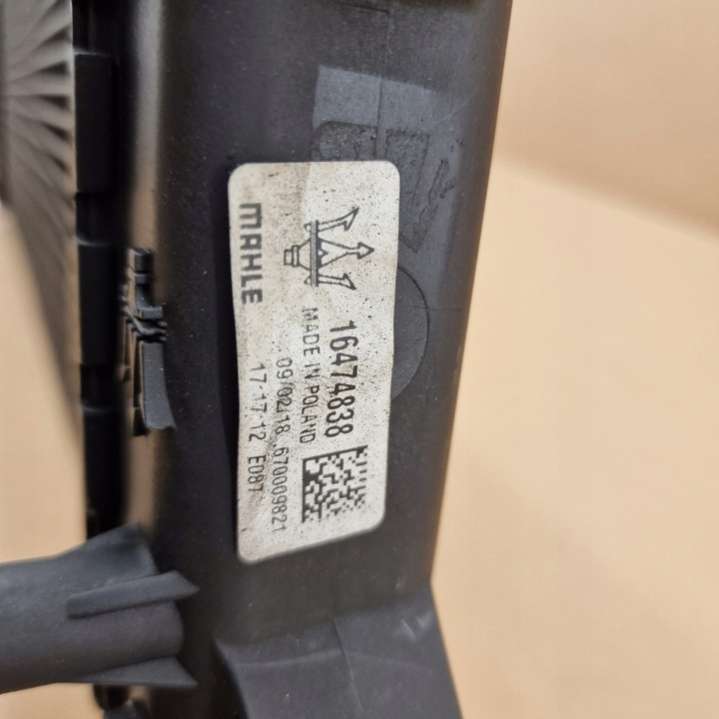 MAHLE
16474838
MADE IN POLAND
09/02/18 670009821
17:17:12 E087